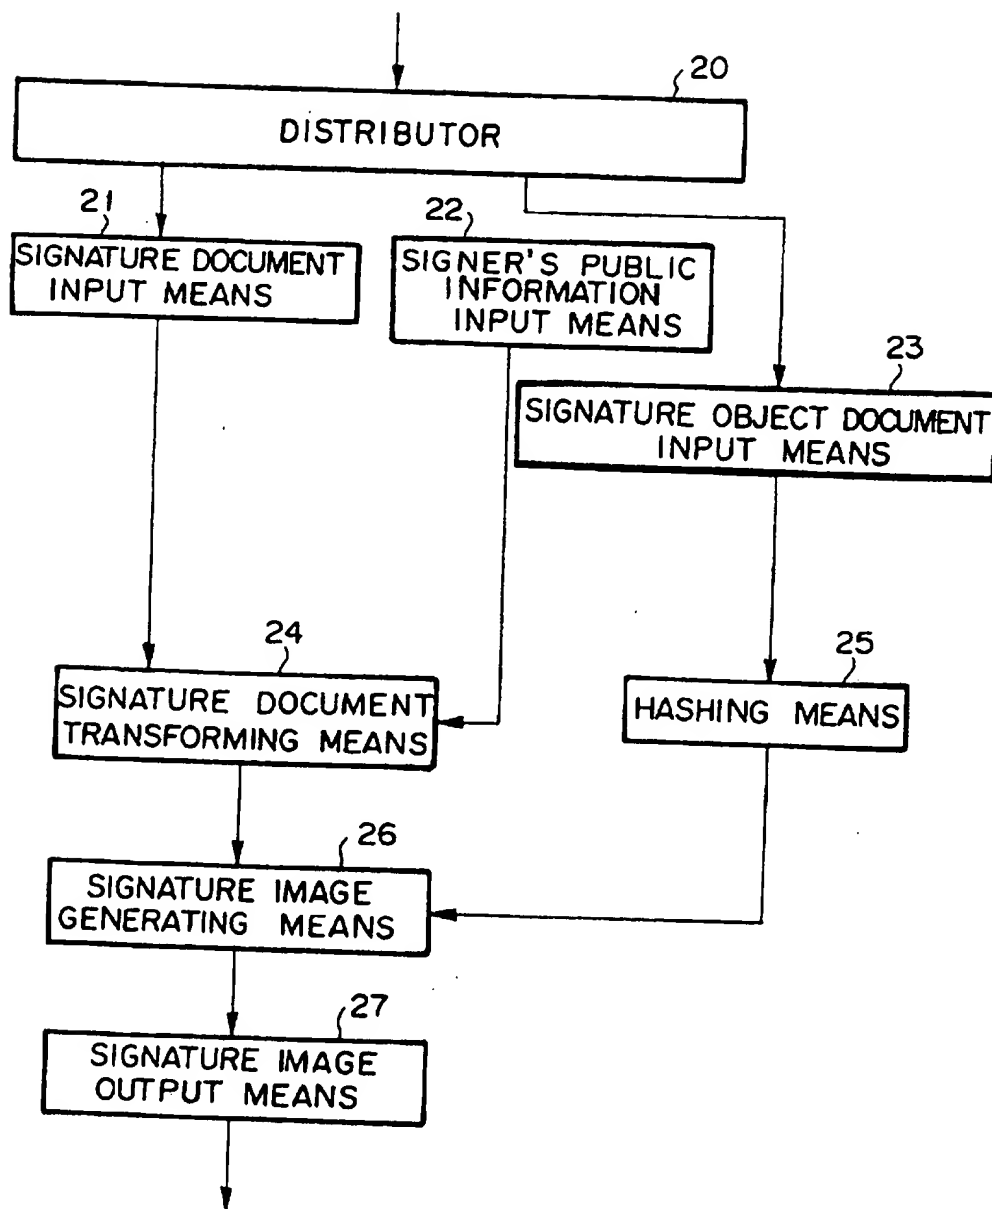 20
DISTRIBUTOR
21
SIGNATURE DOCUMENT
INPUT MEANS
22
SIGNER'S PUBLIC
INFORMATION
INPUT MEANS
23
SIGNATURE OBJECT DOCUMENT
INPUT MEANS
24
SIGNATURE DOCUMENT
TRANSFORMING MEANS
25
HASHING MEANS
26
SIGNATURE IMAGE
GENERATING MEANS
27
SIGNATURE IMAGE
OUTPUT MEANS